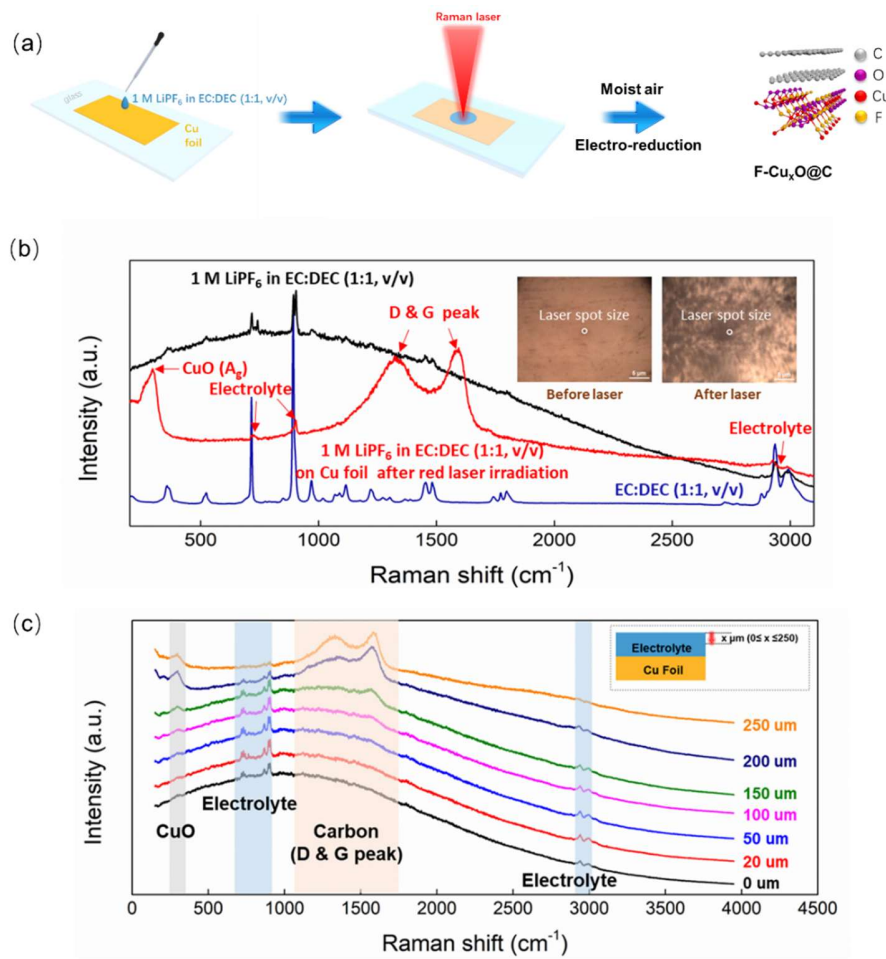 (a)
Raman laser
glass
1 M LiPF6 in EC:DEC (1:1, v/v)
Cu
foil
Moist air
Electro-reduction
C
O
Cu
F
F-CuxO@C
(b)
1 M LiPF6 in EC:DEC (1:1, v/v)
D & G peak
CuO (Ag)
Electrolyte
Laser spot size
Laser spot size
Before laser
After laser
Electrolyte
1 M LiPF6 in EC:DEC (1:1, v/v)
on Cu foil after red laser irradiation
EC:DEC (1:1, v/v)
Intensity (a.u.)
500 1000 1500 2000 2500 3000
Raman shift (cm-1)
(c)
x μm (0≤ x ≤250)
Electrolyte
Cu Foil
250 um
200 um
150 um
100 um
50 um
20 um
0 um
CuO
Electrolyte
Carbon
(D & G peak)
Electrolyte
Intensity (a.u.)
0 500 1000 1500 2000 2500 3000 3500 4000 4500
Raman shift (cm-1)